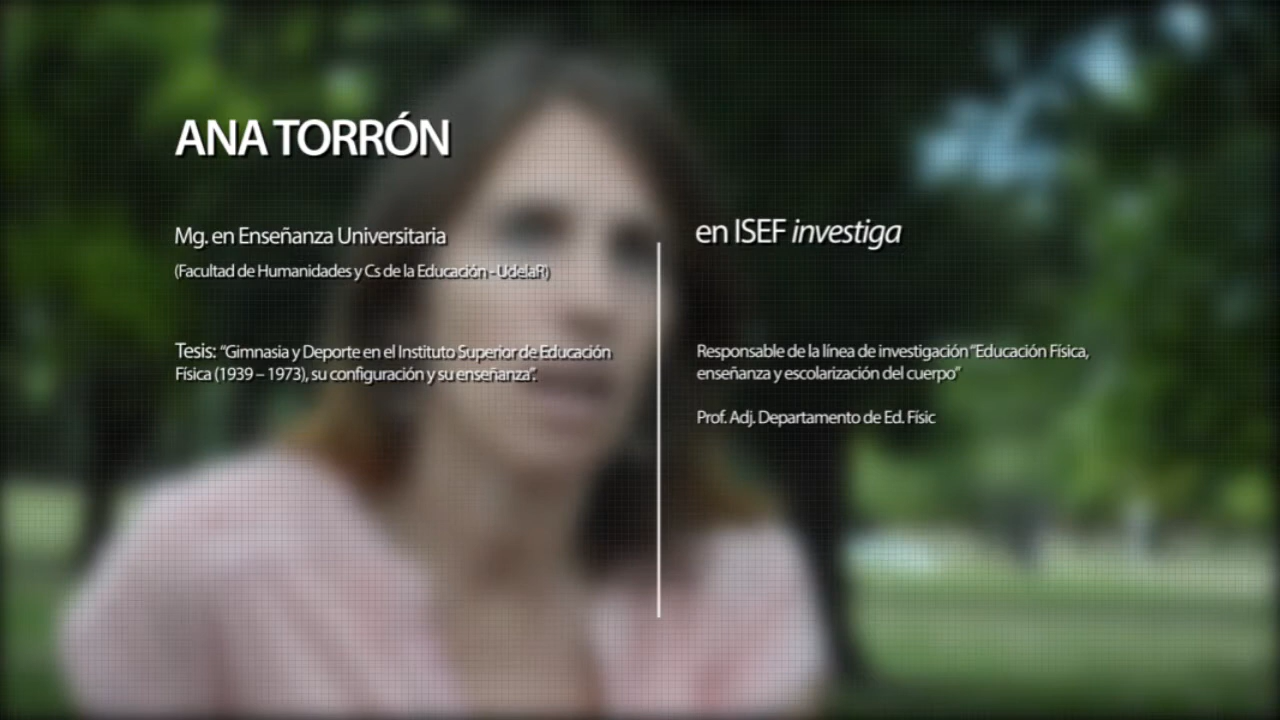 ANA TORRÓN
Mg. en Enseñanza Universitaria
(Facultad de Humanidades y Cs de la Educación - UdelaR)
Tesis: “Gimnasia y Deporte en el Instituto Superior de Educación
Física (1939 – 1973), su configuración y su enseñanza”.
en ISEF investiga
Responsable de la línea de investigación “Educación Física,
enseñanza y escolarización del cuerpo”
Prof. Adj. Departamento de Ed. Físic